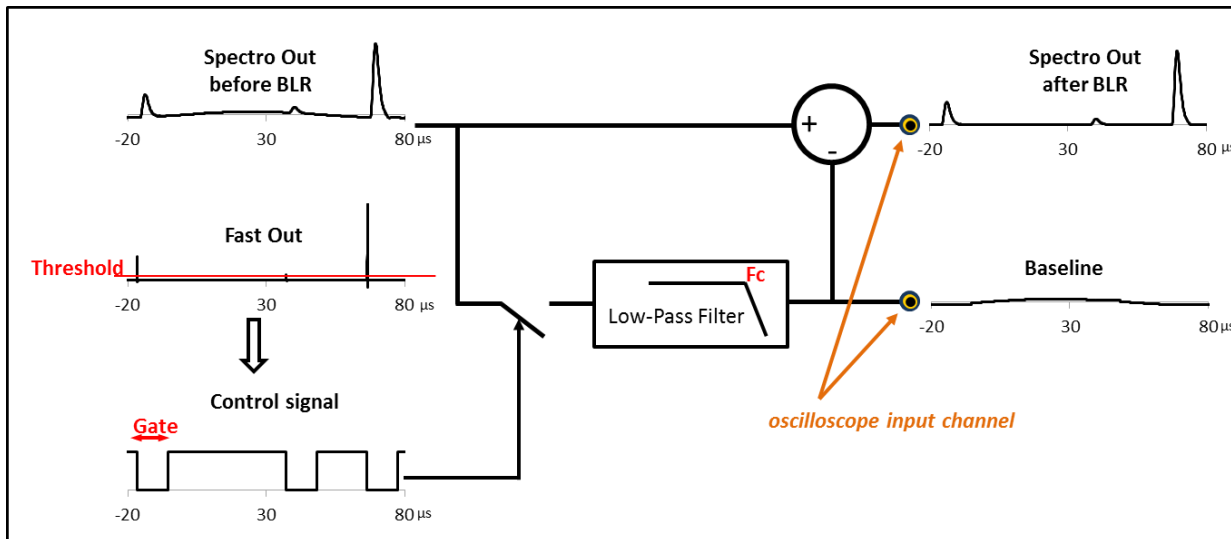 Spectro Out
before BLR
-20 30 80 µs
Fast Out
Threshold
-20 30 80 µs
Control signal
Gate
-20 30 80 µs
+
-
Fc
Low-Pass Filter
Spectro Out
after BLR
-20 30 80 µs
Baseline
-20 30 80 µs
oscilloscope input channel